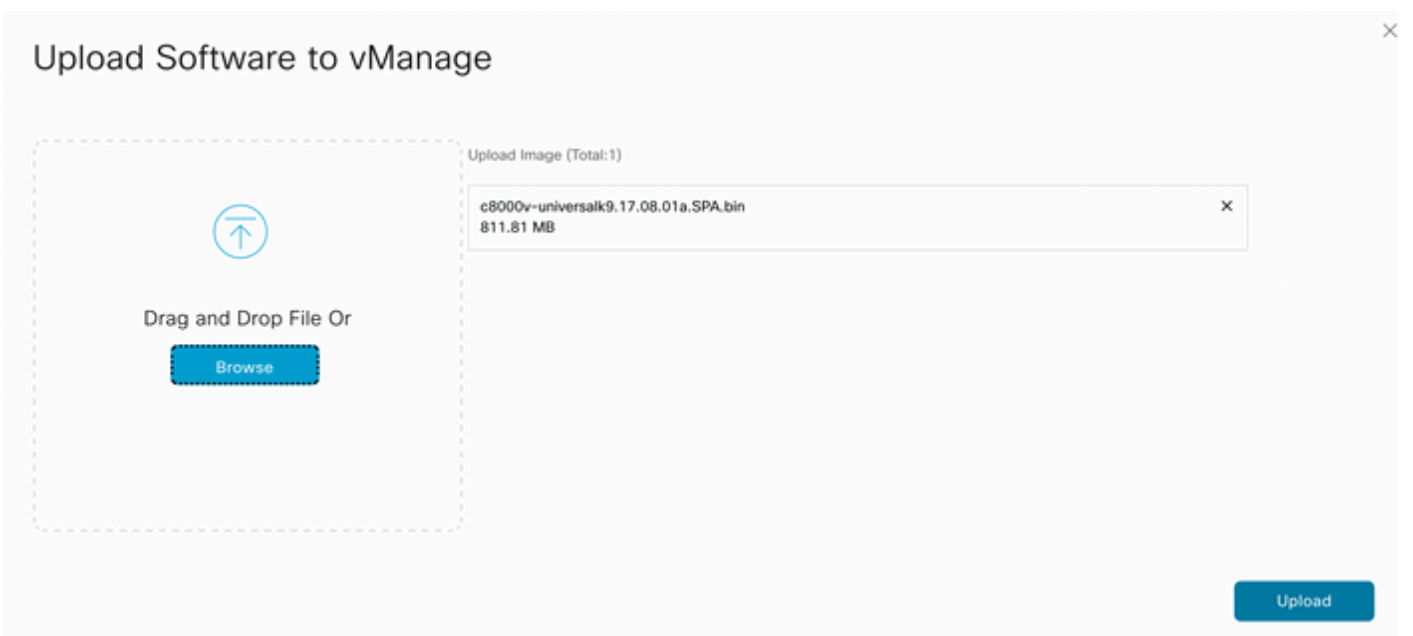 Upload Software to vManage
Upload Image (Total:1)
c8000v-universalk9.17.08.01a.SPA.bin
811.81 MB
Drag and Drop File Or
Browse
Upload